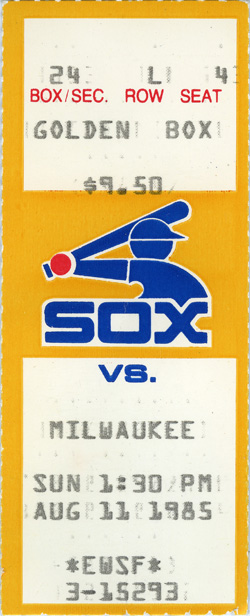 24 L 4
BOX/SEC. ROW SEAT
GOLDEN BOX
$9.50
SOX
VS.
MILWAUKEE
SUN 1:30 PM
AUG 11 1985
*EWSF*
3-15293